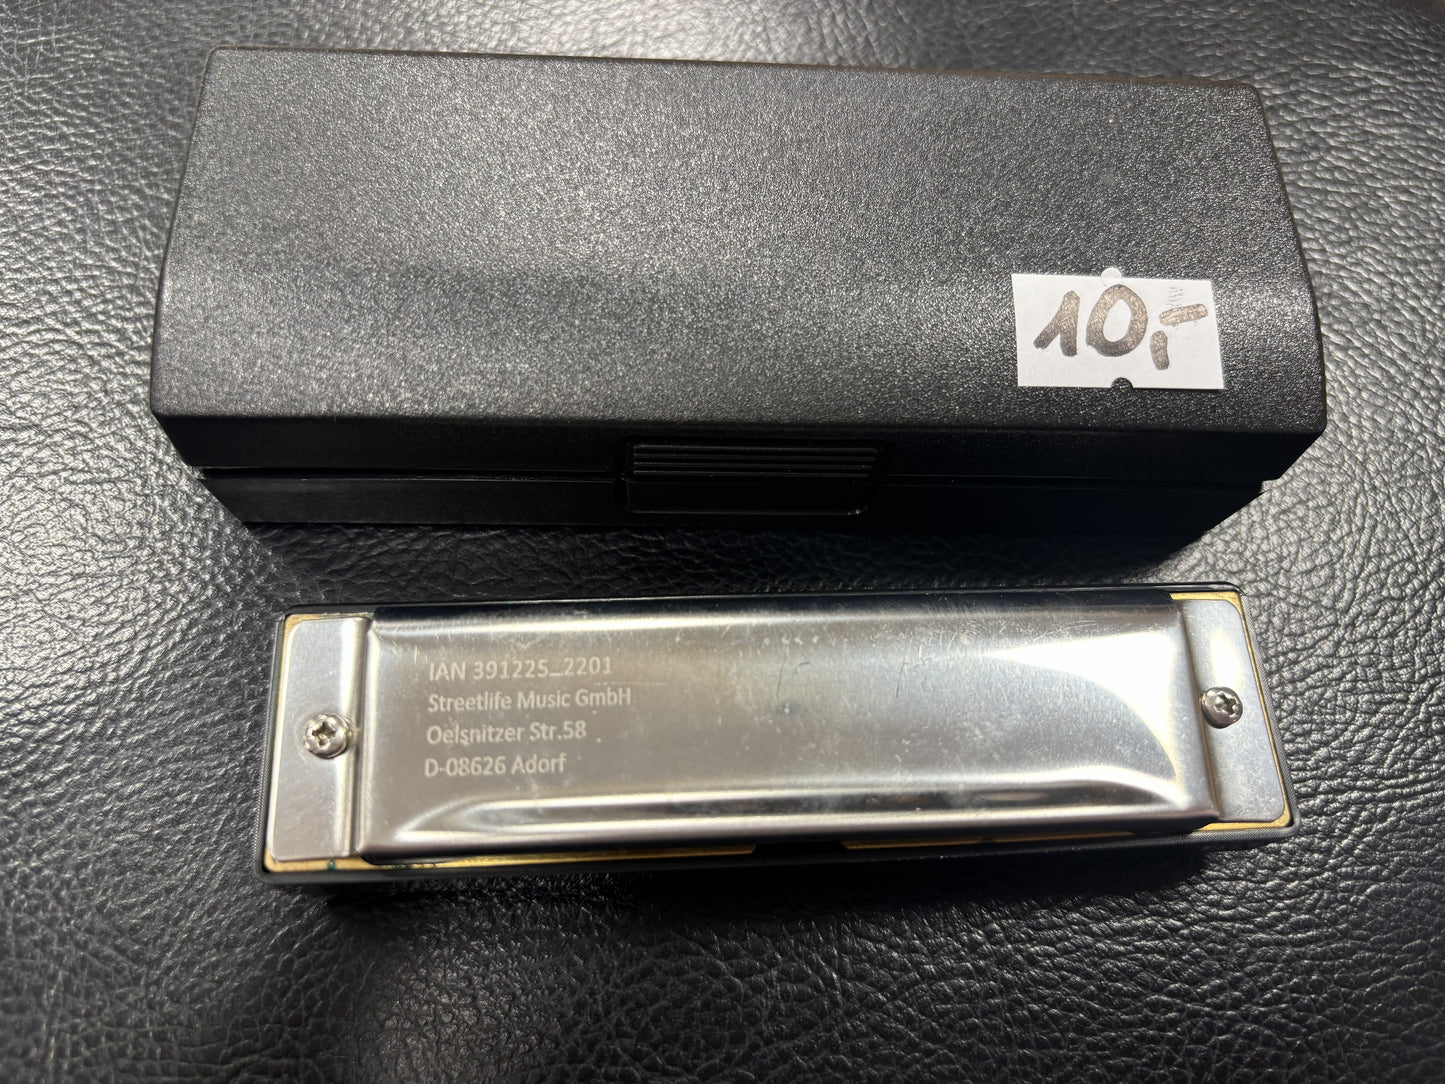 10,-
IAN 391225_2201
Streetlife Music GmbH
Oelsnitzer Str.58
D-08626 Adorf